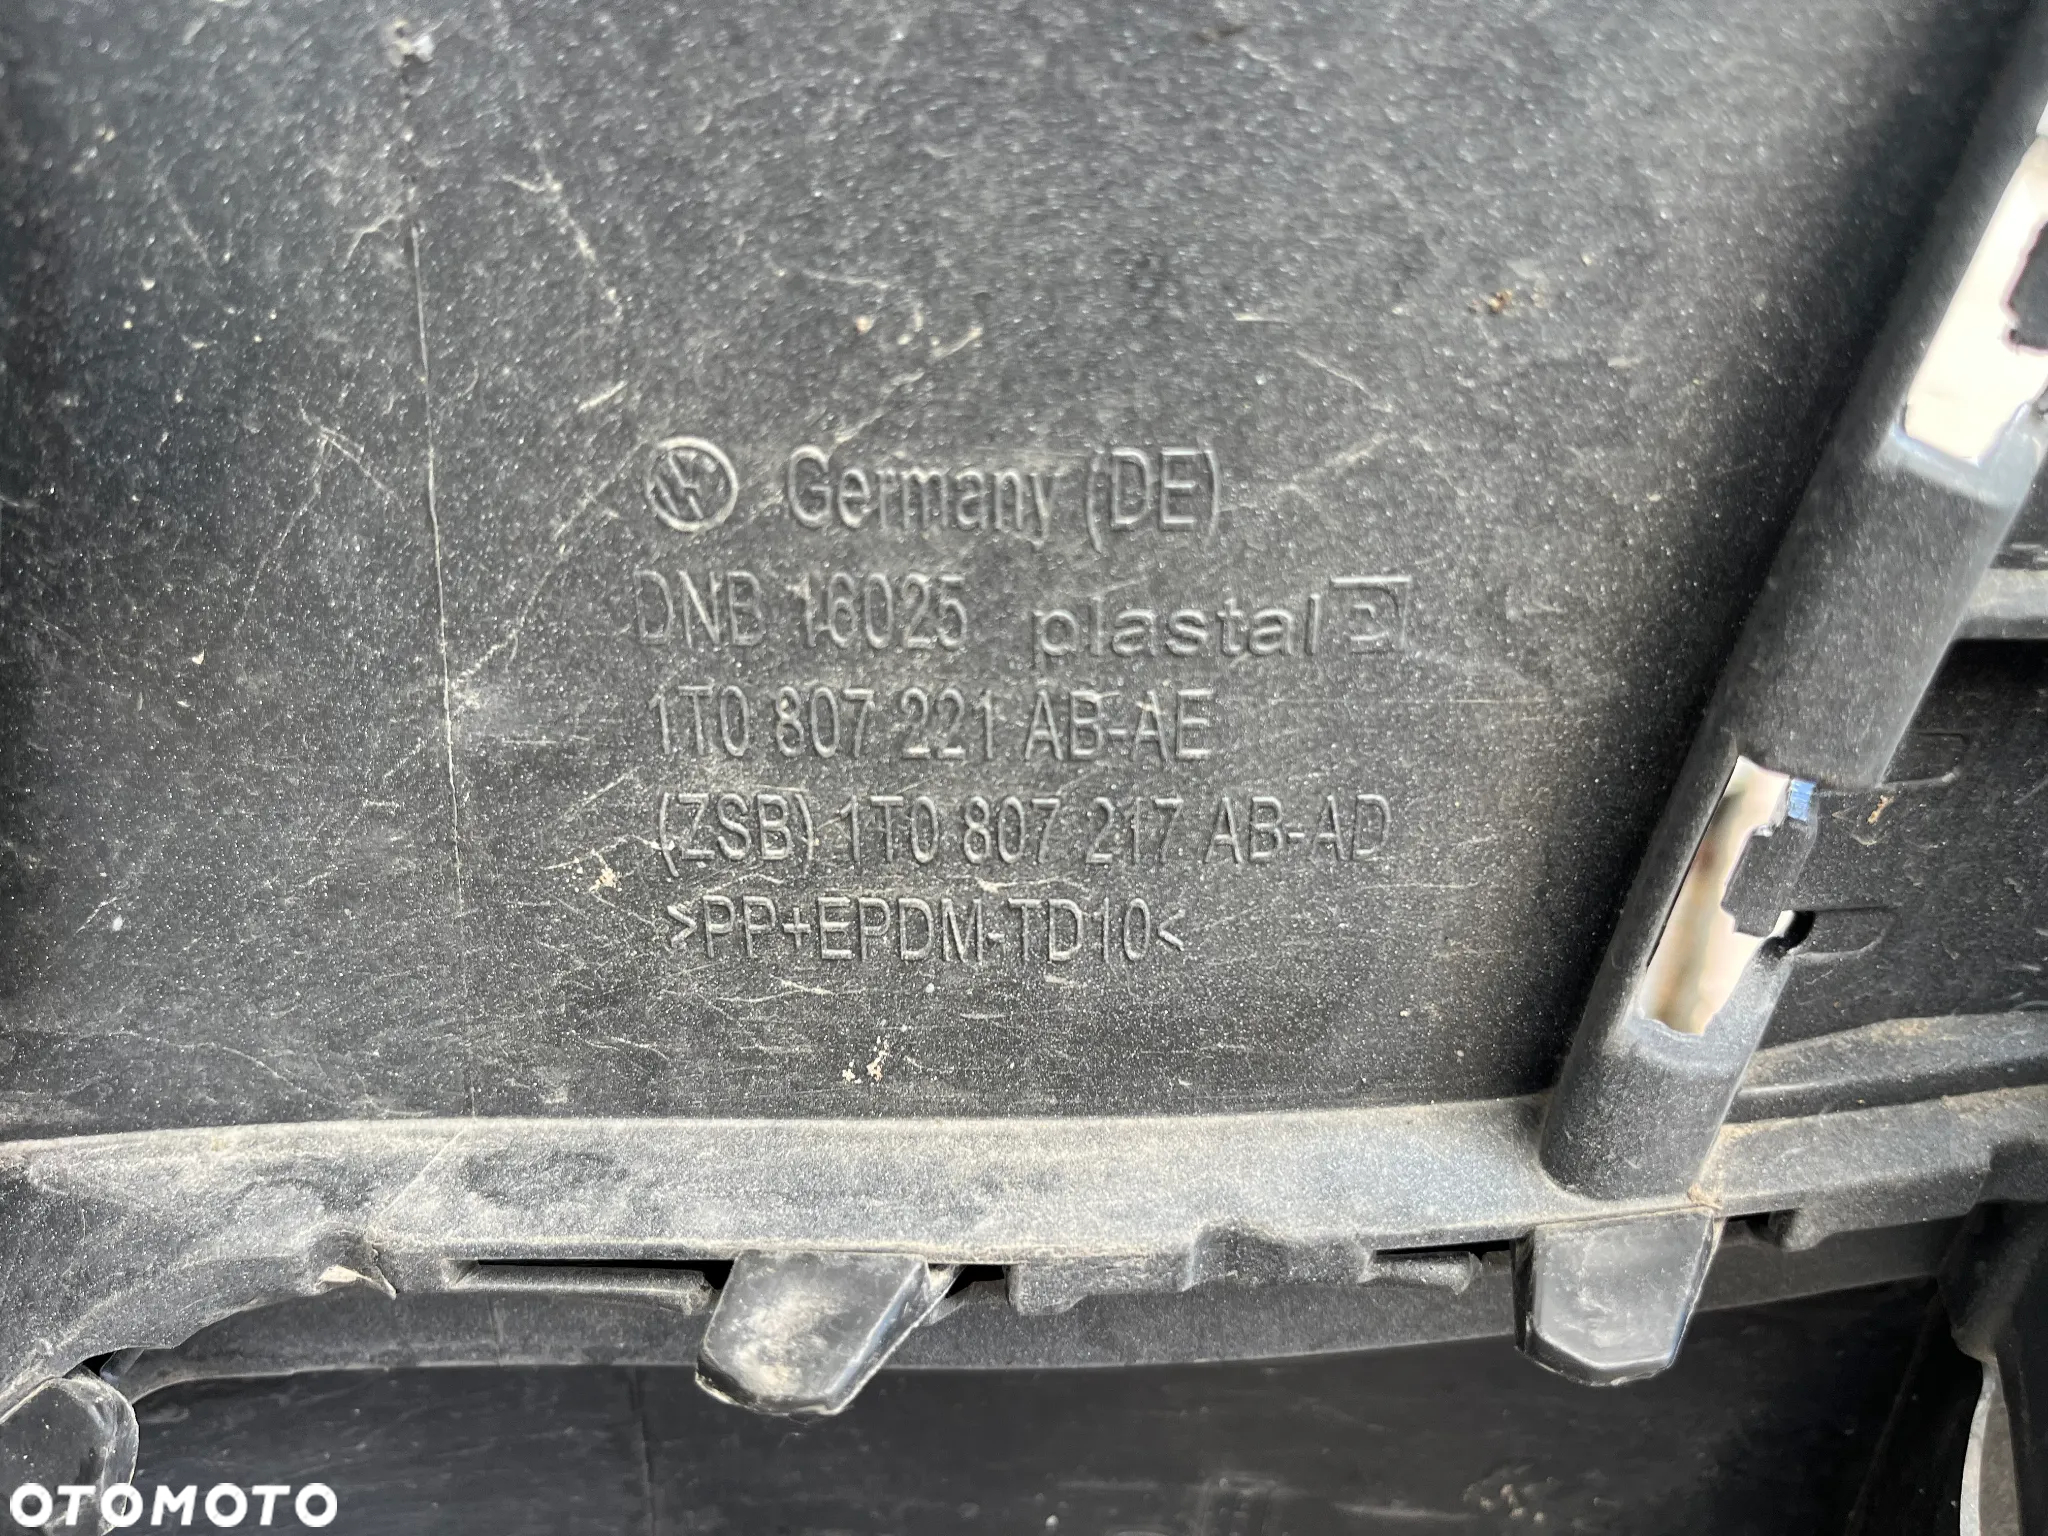 Germany (DE)
DNB 16025 plastal
1T0 807 221 AB-AE
(ZSB) 1T0 807 217 AB-AD
>PP+EPDM-TD10<
OTOMOTO